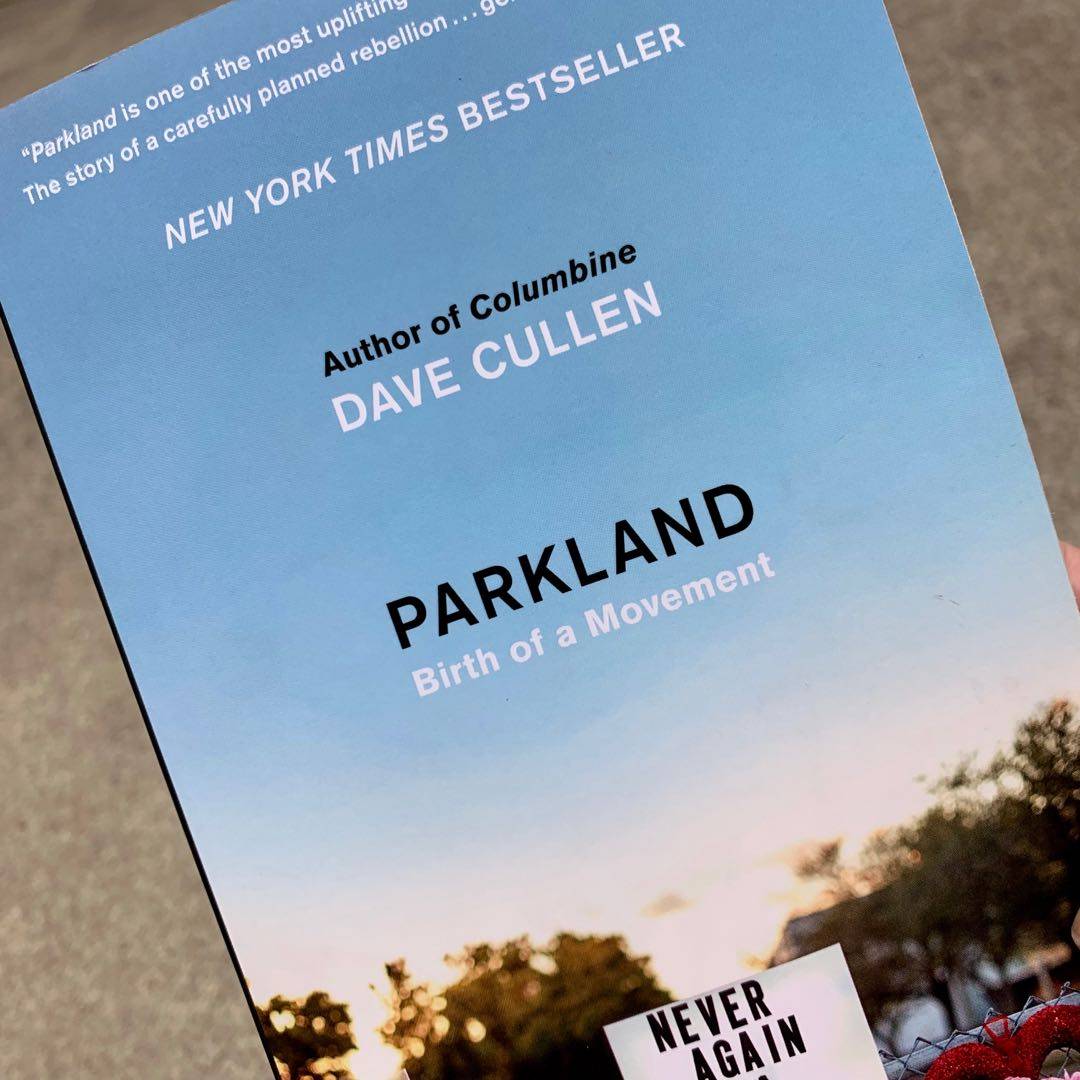 "Parkland is one of the most uplifting
The story of a carefully planned rebellion...
NEW YORK TIMES BESTSELLER
Author of Columbine
DAVE CULLEN
PARKLAND
Birth of a Movement
NEVER
AGAIN